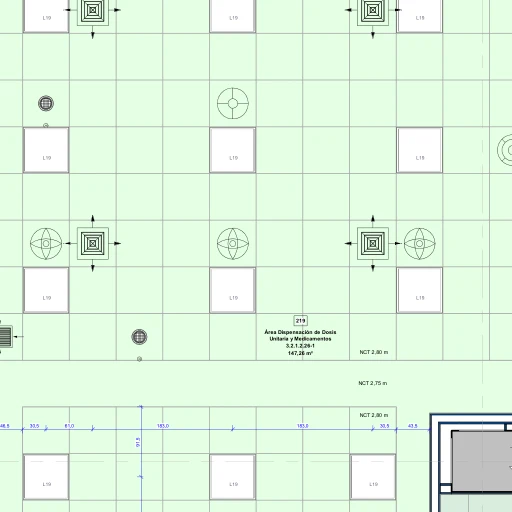 L19 L19 L19
L19 L19 L19
L19 L19 L19
219
Área Dispensación de Dosis
Unitaria y Medicamentos
3.2.1.2.26-1
147,26 m²
NCT 2,80 m
NCT 2,75 m
NCT 2,80 m
30,5 61,0 183,0 183,0 30,5 43,5
91,5
L19 L19 L19